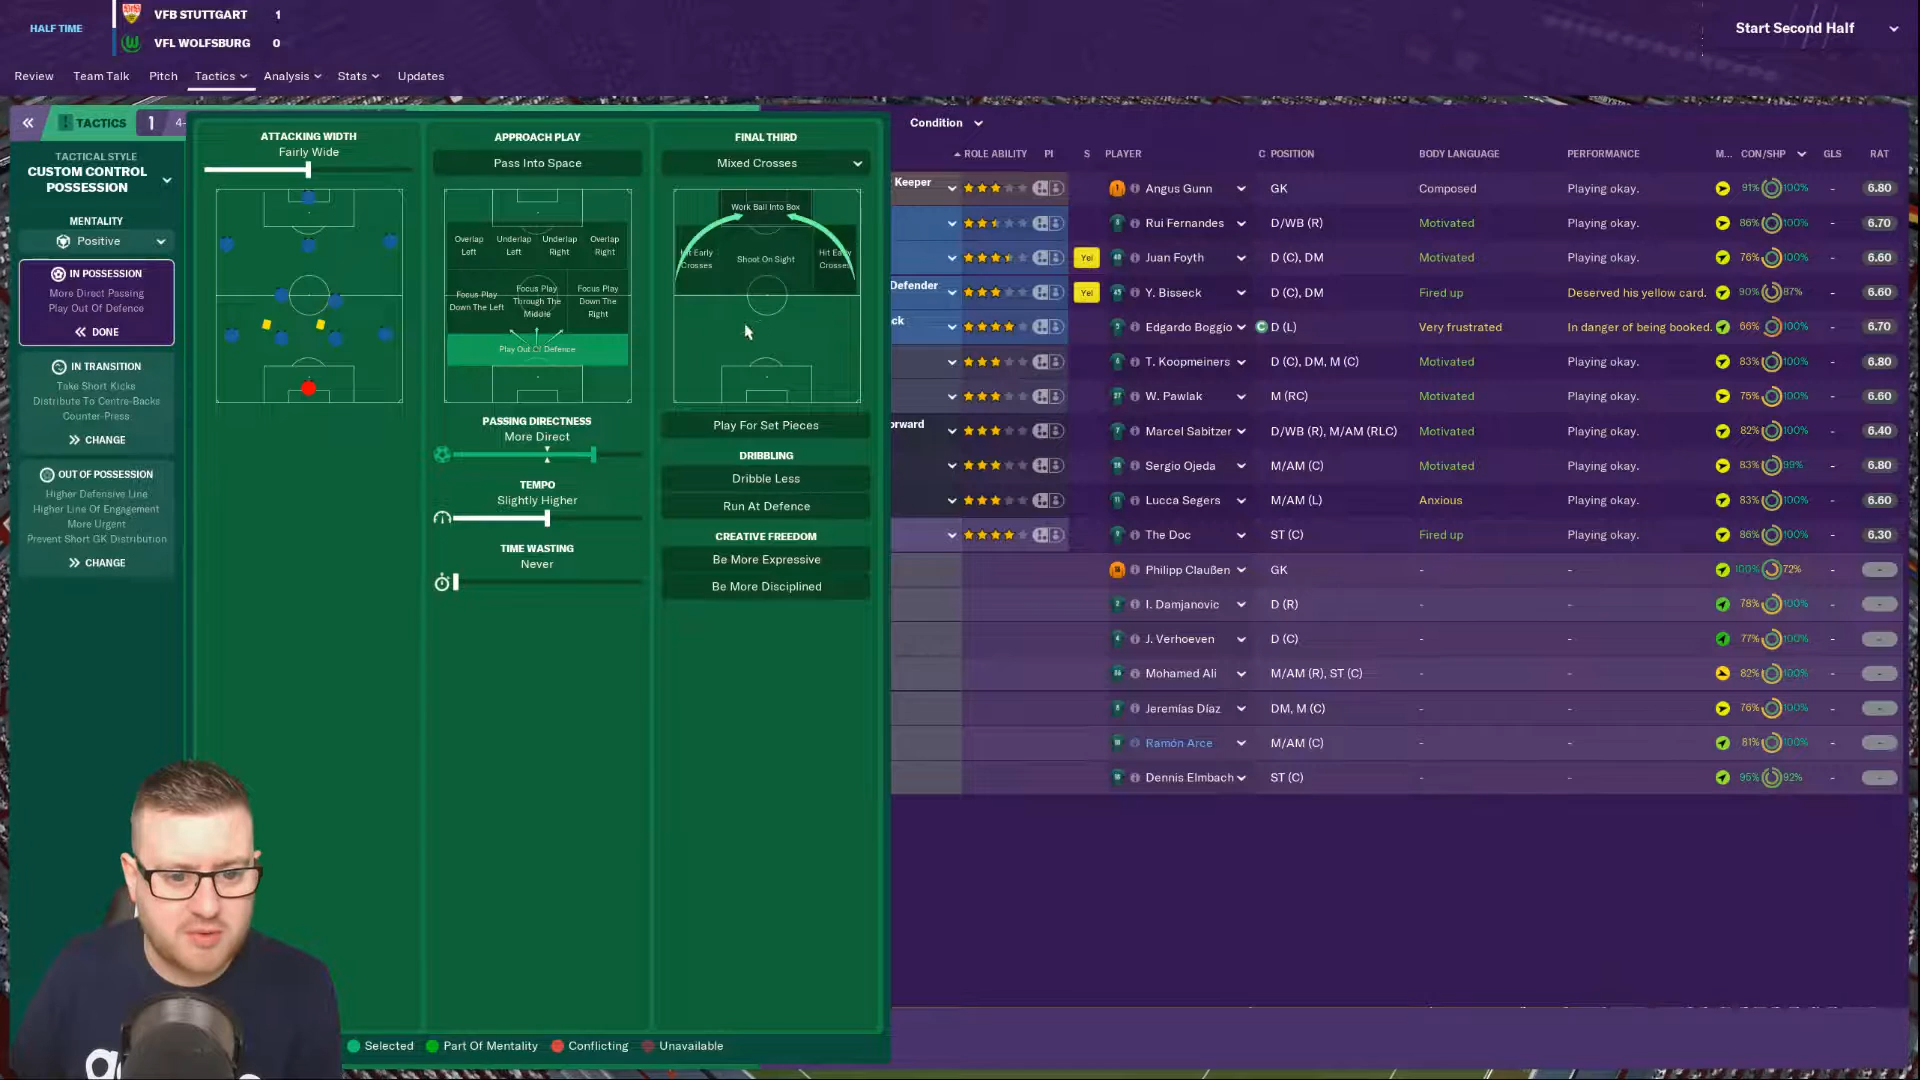 HALF TIME
VFB STUTTGART 1
VFL WOLFSBURG 0
Start Second Half
Review Team Talk Pitch Tactics Analysis Stats Updates
TACTICS 1 4-
TACTICAL STYLE
CUSTOM CONTROL
POSSESSION
MENTALITY
Positive
IN POSSESSION
More Direct Passing
Play Out Of Defence
DONE
IN TRANSITION
Take Short Kicks
Distribute To Centre-Backs
Counter-Press
CHANGE
OUT OF POSSESSION
Higher Defensive Line
Higher Line Of Engagement
More Urgent
Prevent Short GK Distribution
CHANGE
ATTACKING WIDTH
Fairly Wide
APPROACH PLAY
Pass Into Space
Overlap Left
Underlap Left
Underlap Right
Overlap Right
Focus Play Down The Left
Focus Play Through The Middle
Focus Play Down The Right
Play Out Of Defence
PASSING DIRECTNESS
More Direct
TEMPO
Slightly Higher
TIME WASTING
Never
FINAL THIRD
Mixed Crosses
Work Ball Into Box
Hit Early Crosses
Shoot On Sight
Hit Early Crosses
Play For Set Pieces
DRIBBLING
Dribble Less
Run At Defence
CREATIVE FREEDOM
Be More Expressive
Be More Disciplined
Selected Part Of Mentality Conflicting Unavailable
Condition
ROLE ABILITY PI S PLAYER C POSITION BODY LANGUAGE PERFORMANCE M... CON/SHP GLS RAT
Keeper Angus Gunn GK Composed Playing okay. 91% 100% - 6.80
Rui Fernandes D/WB (R) Motivated Playing okay. 86% 100% - 6.70
Yel Juan Foyth D (C), DM Motivated Playing okay. 76% 100% - 6.60
Defender Yel Y. Bisseck D (C), DM Fired up Deserved his yellow card. 90% 87% - 6.60
ck Edgardo Boggio C D (L) Very frustrated In danger of being booked. 66% 100% - 6.70
T. Koopmeiners D (C), DM, M (C) Motivated Playing okay. 83% 100% - 6.80
W. Pawlak M (RC) Motivated Playing okay. 75% 100% - 6.60
orward Marcel Sabitzer D/WB (R), M/AM (RLC) Motivated Playing okay. 82% 100% - 6.40
Sergio Ojeda M/AM (C) Motivated Playing okay. 83% 99% - 6.80
Lucca Segers M/AM (L) Anxious Playing okay. 83% 100% - 6.60
The Doc ST (C) Fired up Playing okay. 86% 100% - 6.30
Philipp Claußen GK - - 100% 72% - -
I. Damjanovic D (R) - - 78% 100% - -
J. Verhoeven D (C) - - 77% 100% - -
Mohamed Ali M/AM (R), ST (C) - - 82% 100% - -
Jeremías Díaz DM, M (C) - - 76% 100% - -
Ramón Arce M/AM (C) - - 81% 100% - -
Dennis Elmbach ST (C) - - 95% 92% - -